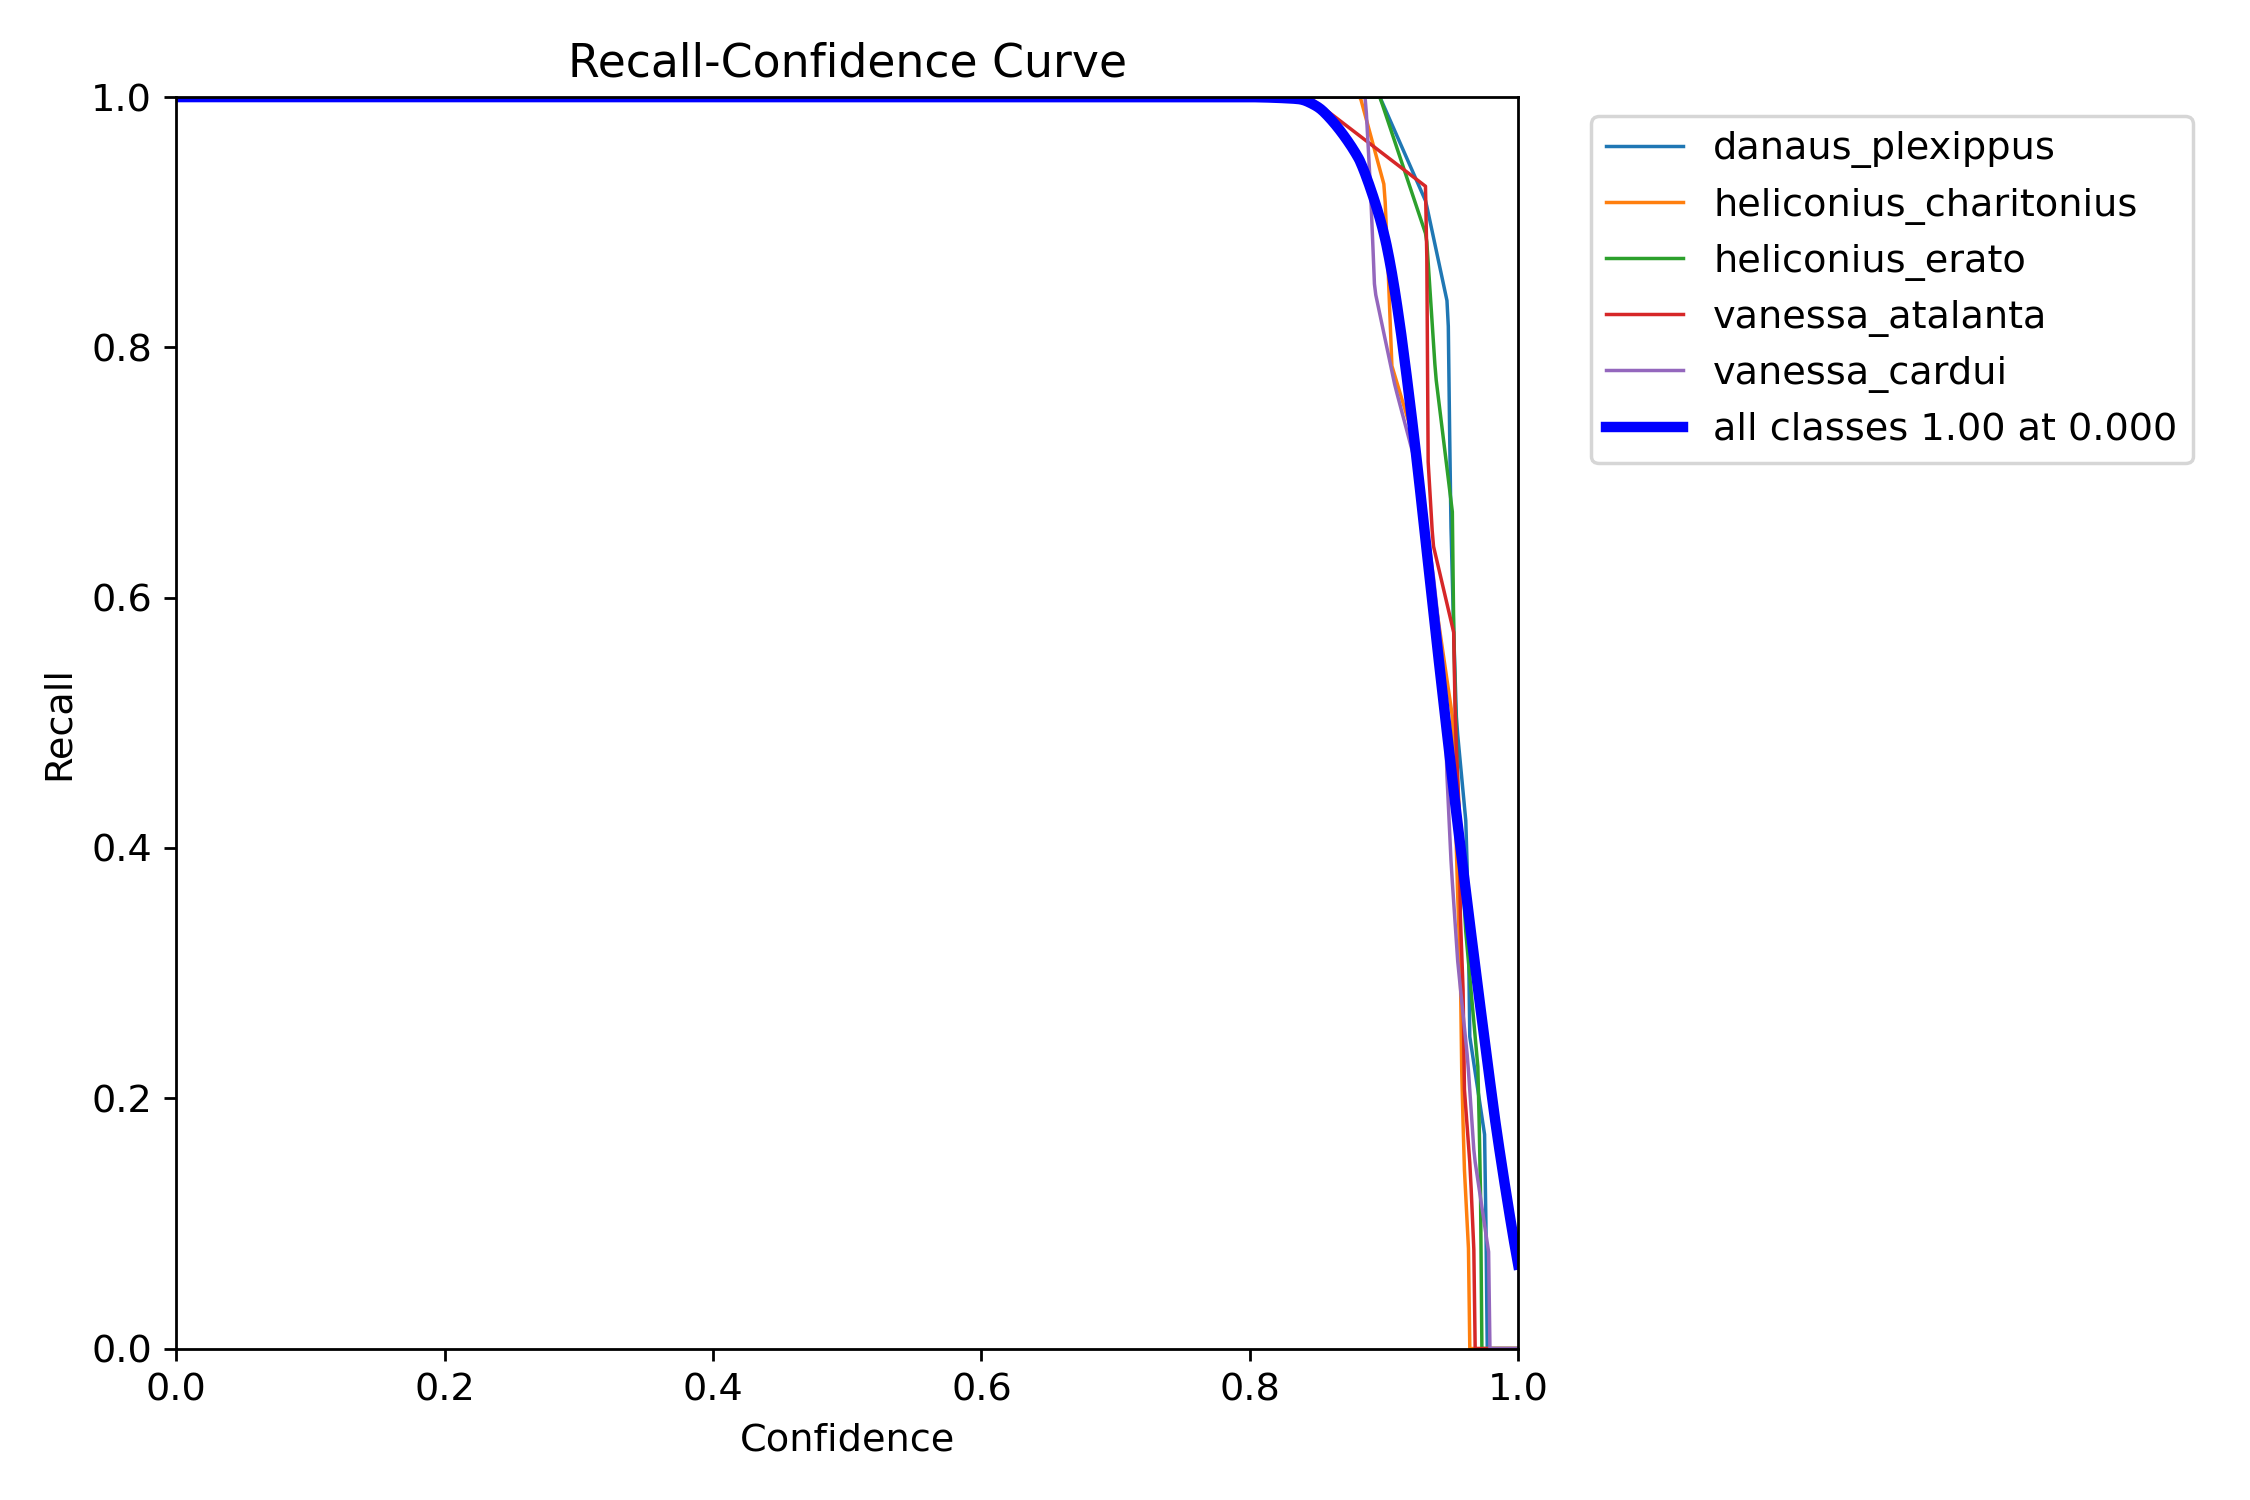 Recall-Confidence Curve
1.0
0.8
0.6
0.4
0.2
0.0
Recall
0.0 0.2 0.4 0.6 0.8 1.0
Confidence
danaus_plexippus
heliconius_charitonius
heliconius_erato
vanessa_atalanta
vanessa_cardui
all classes 1.00 at 0.000